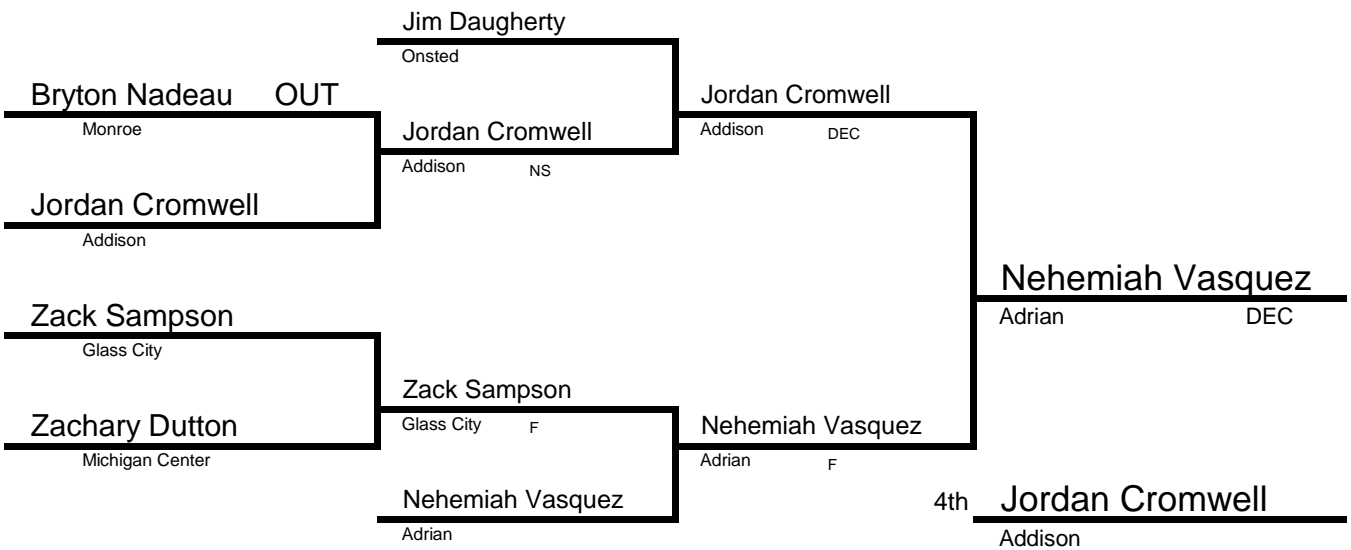 Jim Daugherty
Onsted
Bryton Nadeau OUT
Monroe
Jordan Cromwell
Addison DEC
Jordan Cromwell
Addison NS
Jordan Cromwell
Addison
Nehemiah Vasquez
Adrian DEC
Zack Sampson
Glass City
Zack Sampson
Glass City F
Zachary Dutton
Michigan Center
Nehemiah Vasquez
Adrian F
Nehemiah Vasquez
Adrian
4th Jordan Cromwell
Addison